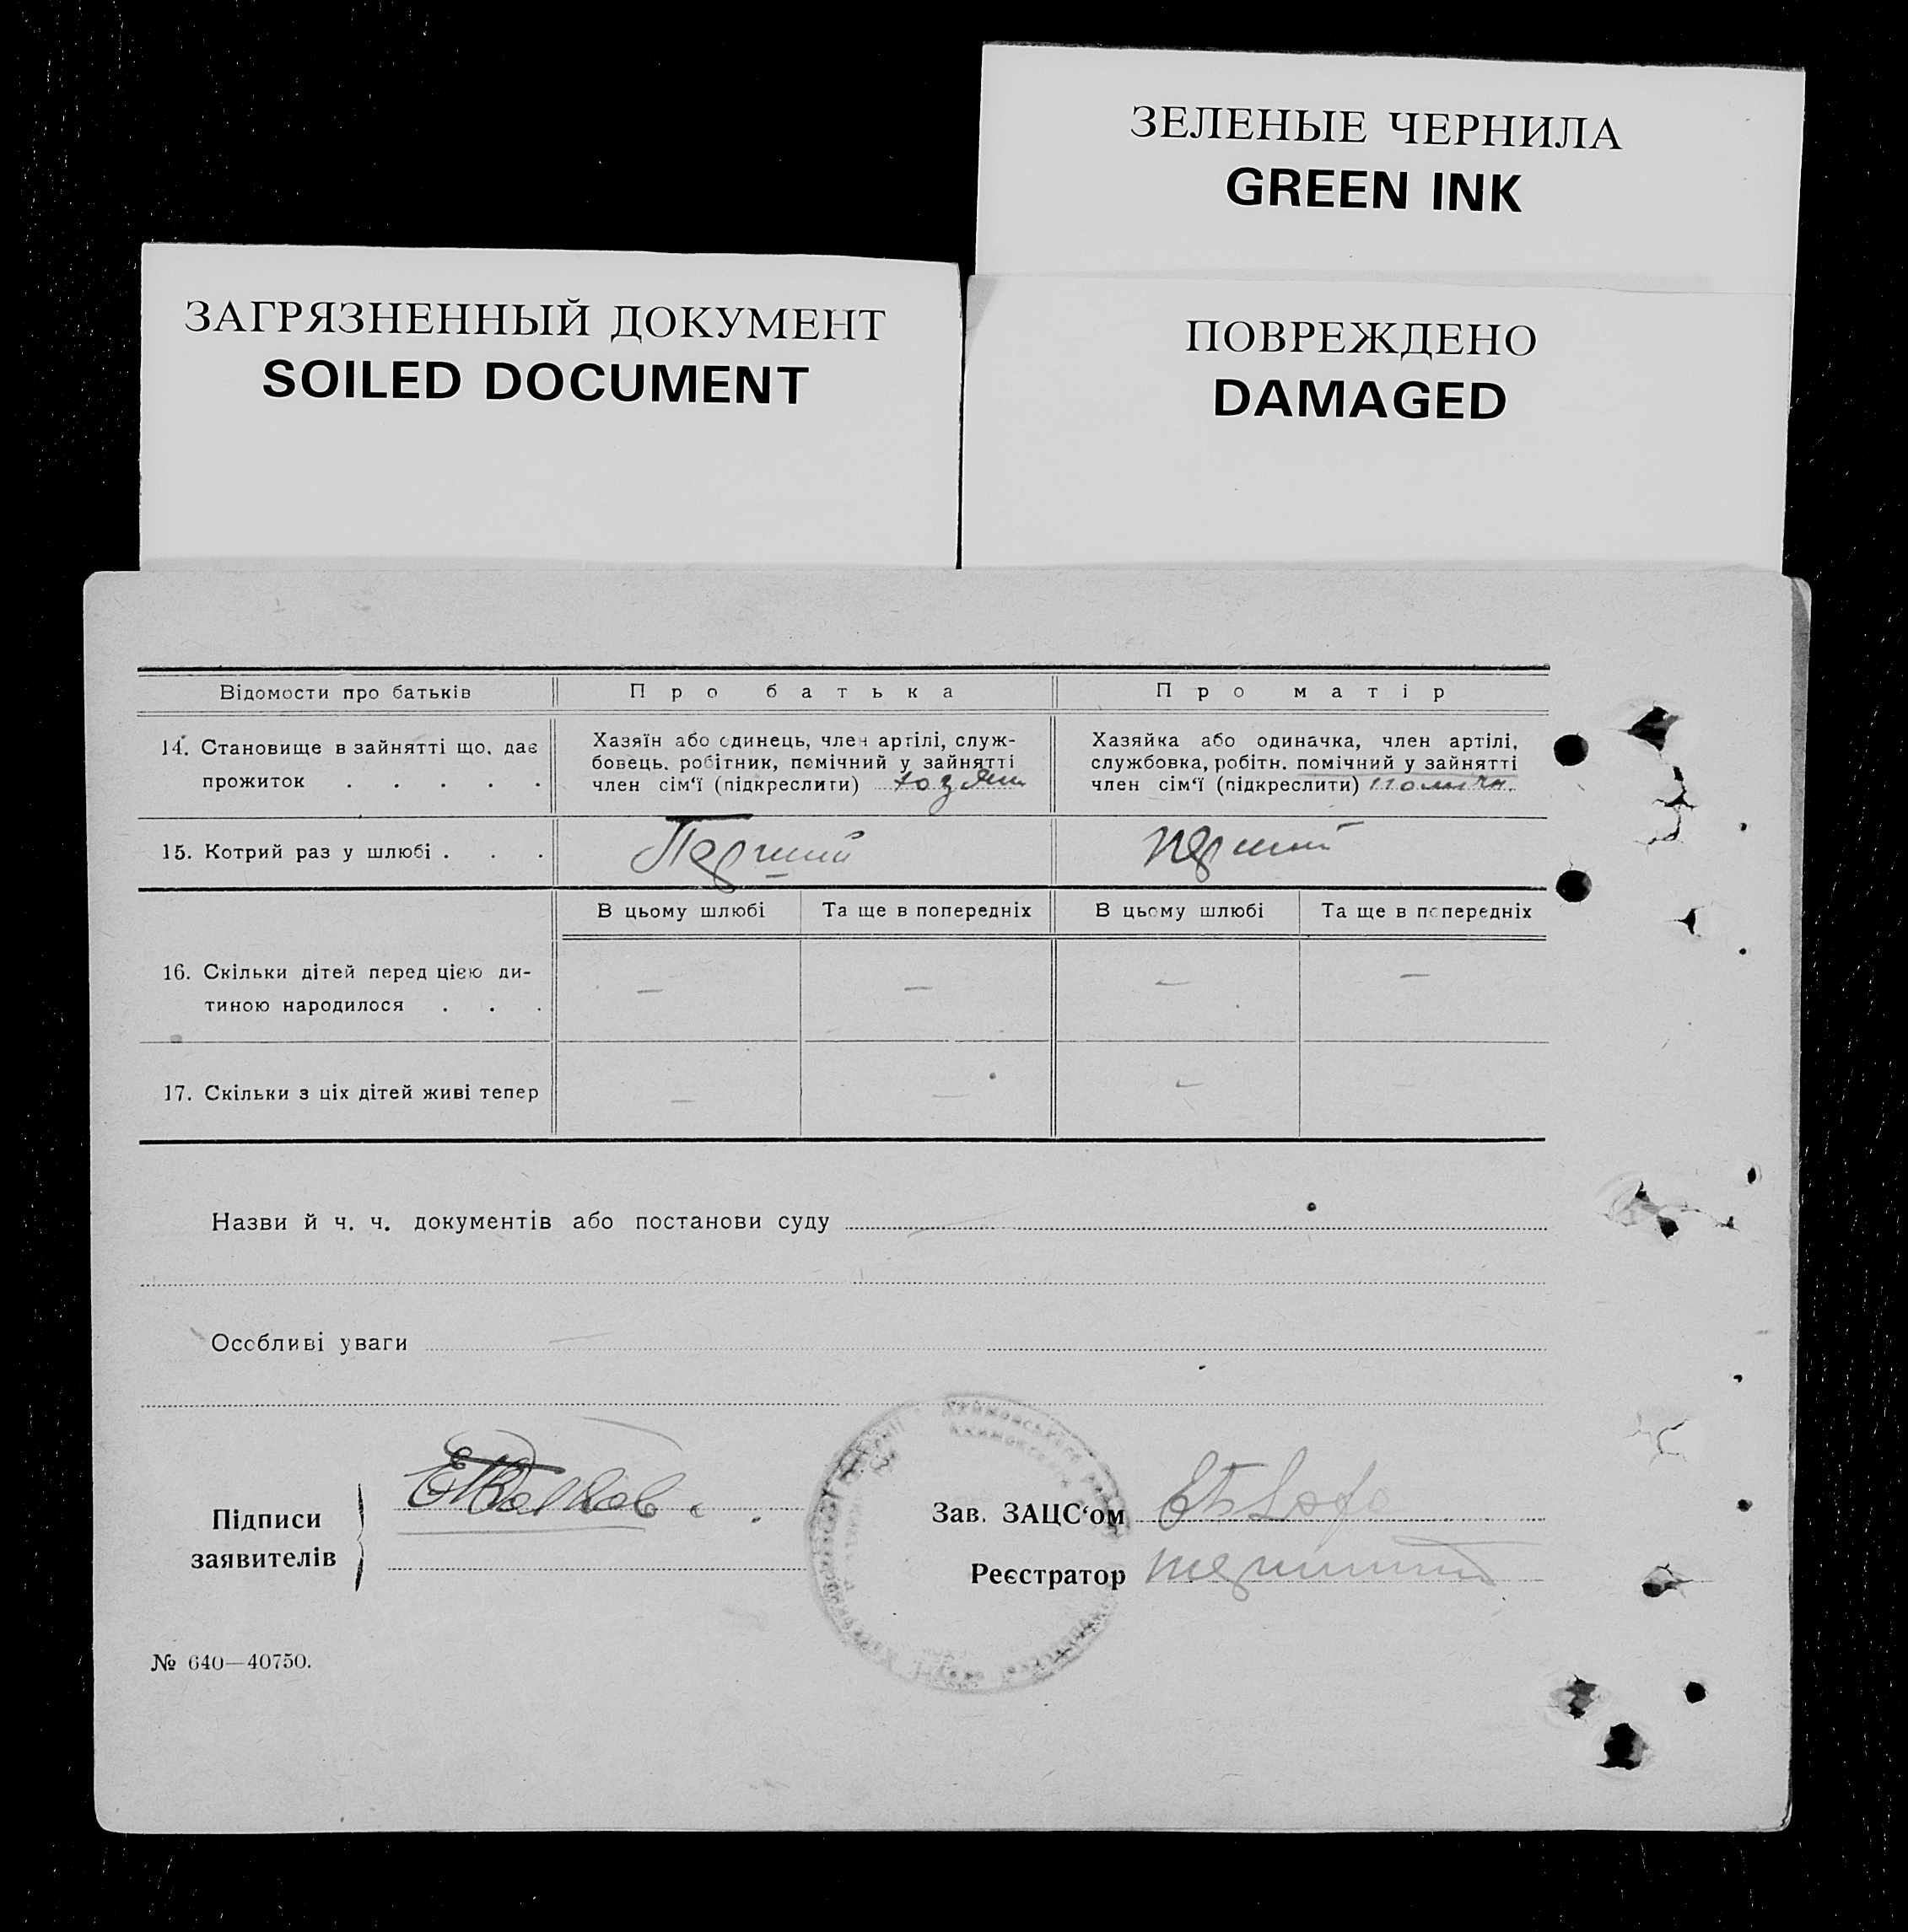 ЗЕЛЕНЫЕ ЧЕРНИЛА
GREEN INK
ЗАГРЯЗНЕННЫЙ ДОКУМЕНТ
SOILED DOCUMENT
ПОВРЕЖДЕНО
DAMAGED
Відомости про батьків Про батька Про матір
14. Становище в зайнятті що, дає
прожиток . . . . .
Хазяїн або єдинець, член артілі, служ-
бовець, робітник, помічний у зайнятті
член сім'ї (підкреслити) хозяїн
Хазяйка або одиначка, член артілі,
службовка, робітн. помічний у зайнятті
член сім'ї (підкреслити)
15. Котрий раз у шлюбі . . . Перший перший
В цьому шлюбі Та ще в попередніх В цьому шлюбі Та ще в попередніх
16. Скільки дітей перед цією ди-
тиною народилося . . . — — — —
17. Скільки з ціх дітей живі тепер — — — —
Назви й ч. ч. документів або постанови суду
Особливі уваги —
Підписи
заявителів
Зав. ЗАЦС'ом
Реєстратор
№ 640—40750.